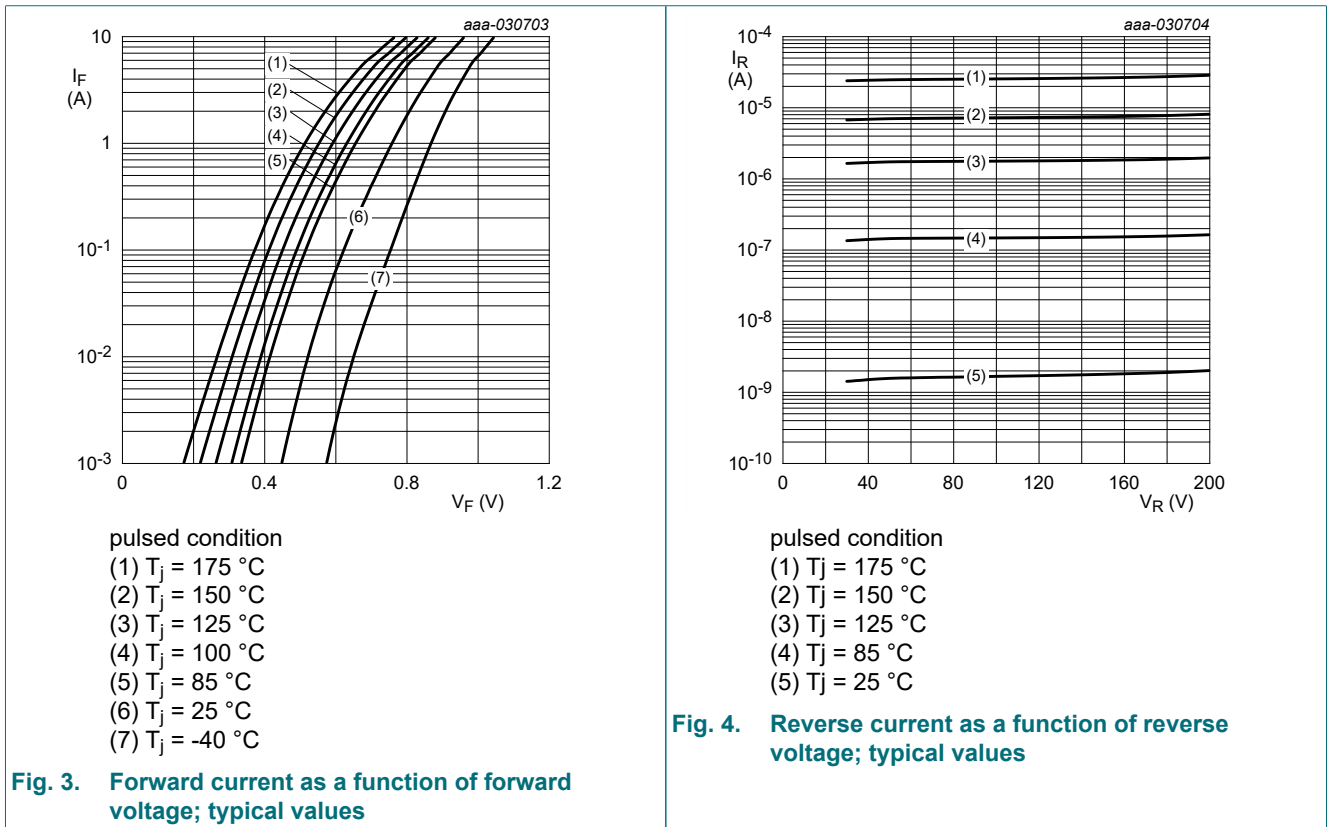 aaa-030703
10
I_F
(A)
1
10^-1
10^-2
10^-3
(1)
(2)
(3)
(4)
(5)
(6)
(7)
0
0.4
0.8
1.2
V_F (V)
pulsed condition
(1) T_j = 175 °C
(2) T_j = 150 °C
(3) T_j = 125 °C
(4) T_j = 100 °C
(5) T_j = 85 °C
(6) T_j = 25 °C
(7) T_j = -40 °C
Fig. 3. Forward current as a function of forward
voltage; typical values
aaa-030704
10^-4
I_R
(A)
10^-5
10^-6
10^-7
10^-8
10^-9
10^-10
(1)
(2)
(3)
(4)
(5)
0
40
80
120
160
200
V_R (V)
pulsed condition
(1) Tj = 175 °C
(2) Tj = 150 °C
(3) Tj = 125 °C
(4) Tj = 85 °C
(5) Tj = 25 °C
Fig. 4. Reverse current as a function of reverse
voltage; typical values